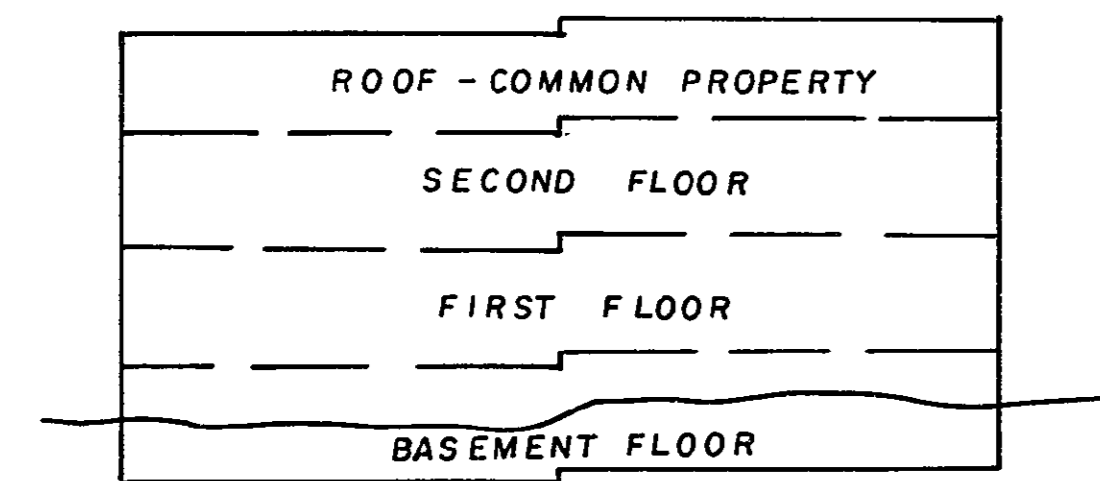 ROOF - COMMON PROPERTY
SECOND FLOOR
FIRST FLOOR
BASEMENT FLOOR